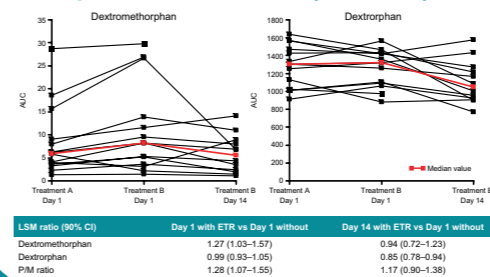 Dextromethorphan
35
30
25
20
15
10
5
0
AUC
Treatment A Treatment B Treatment B
Day 1 Day 1 Day 14
Dextrorphan
1800
1600
1400
1200
1000
800
600
400
200
0
AUC
Median value
Treatment A Treatment B Treatment B
Day 1 Day 1 Day 14
LSM ratio (90% CI) Day 1 with ETR vs Day 1 without Day 14 with ETR vs Day 1 without
Dextromethorphan 1.27 (1.03–1.57) 0.94 (0.72–1.23)
Dextrorphan 0.99 (0.93–1.05) 0.85 (0.78–0.94)
P/M ratio 1.28 (1.07–1.55) 1.17 (0.90–1.38)